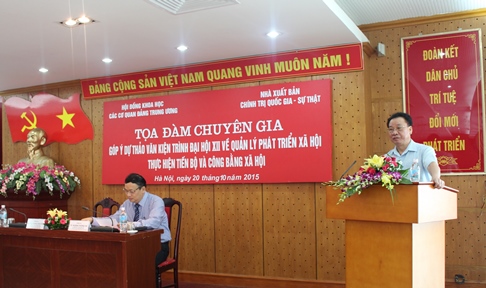 ĐẢNG CỘNG SẢN VIỆT NAM QUANG VINH MUÔN NĂM !
HỘI ĐỒNG KHOA HỌC
CÁC CƠ QUAN ĐẢNG TRUNG ƯƠNG
NHÀ XUẤT BẢN
CHÍNH TRỊ QUỐC GIA - SỰ THẬT
TỌA ĐÀM CHUYÊN GIA
GÓP Ý DỰ THẢO VĂN KIỆN TRÌNH ĐẠI HỘI XII VỀ QUẢN LÝ PHÁT TRIỂN XÃ HỘI
THỰC HIỆN TIẾN BỘ VÀ CÔNG BẰNG XÃ HỘI
Hà Nội, ngày 20 tháng 10 năm 2015
ĐOÀN KẾT
DÂN CHỦ
TRÍ TUỆ
ĐỔI MỚI
PHÁT TRIỂN